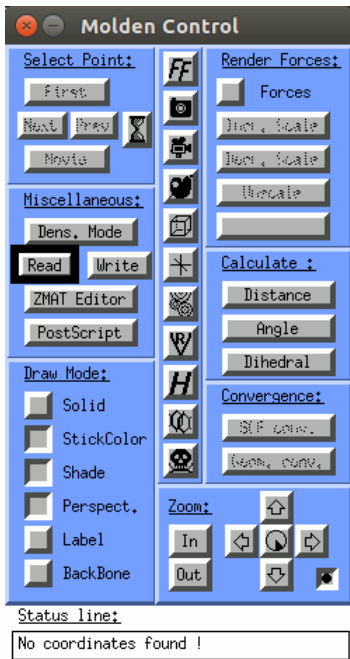 Molden Control
Select Point:
First
Next Prev
Movie
Miscellaneous:
Dens. Mode
Read Write
ZMAT Editor
PostScript
Draw Mode:
Solid
StickColor
Shade
Perspect.
Label
BackBone
FF
H
Render Forces:
Forces
Scale
Scale
Calculate :
Distance
Angle
Dihedral
Convergence:
SCF conv.
Geom. conv.
Zoom:
In
Out
Status line:
No coordinates found !